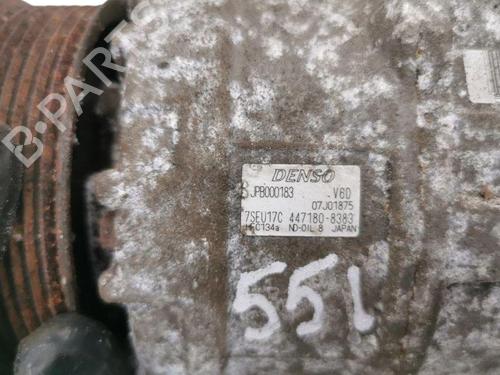 B-PARTS
DENSO
JPB000183 .V6D
07J01875
7SEU17C 447180-8383
HFC134a ND-OIL 8 JAPAN
551